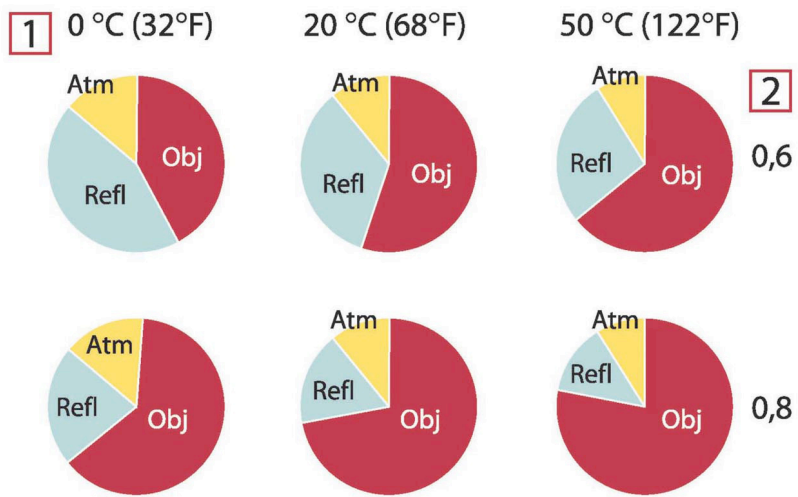 1 0 °C (32°F) 20 °C (68°F) 50 °C (122°F)
Atm Atm Atm 2
Obj Refl Obj Refl Obj Refl 0,6
Atm Atm Atm
Refl Obj Refl Obj Refl Obj 0,8